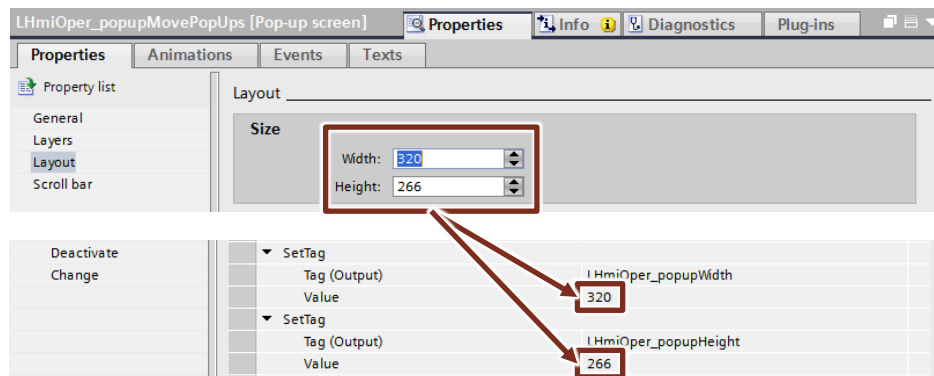 LHmiOper_popupMovePopUps [Pop-up screen] Properties Info Diagnostics Plug-ins
Properties Animations Events Texts
Property list
General
Layers
Layout
Scroll bar
Layout
Size
Width: 320
Height: 266
Deactivate
Change
SetTag
Tag (Output) LHmiOper_popupWidth
Value 320
SetTag
Tag (Output) LHmiOper_popupHeight
Value 266